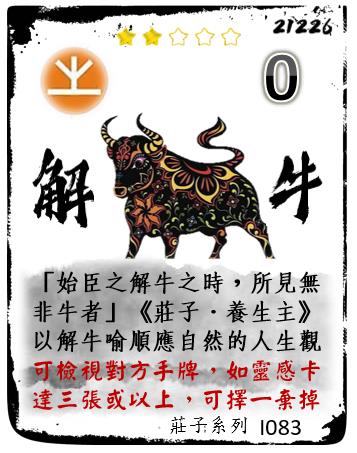 21226
0
解牛
「始臣之解牛之時，所見無
非牛者」《莊子．養生主》
以解牛喻順應自然的人生觀
可檢視對方手牌，如靈感卡
達三張或以上，可擇一棄掉
莊子系列 I083